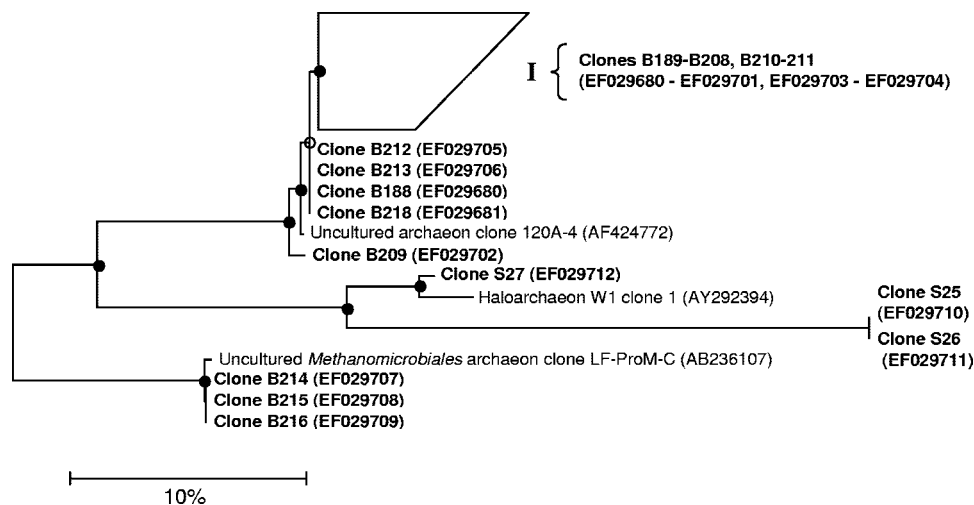 I
Clones B189-B208, B210-211
(EF029680 - EF029701, EF029703 - EF029704)
Clone B212 (EF029705)
Clone B213 (EF029706)
Clone B188 (EF029680)
Clone B218 (EF029681)
Uncultured archaeon clone 120A-4 (AF424772)
Clone B209 (EF029702)
Clone S27 (EF029712)
Haloarchaeon W1 clone 1 (AY292394)
Clone S25
(EF029710)
Clone S26
(EF029711)
Uncultured Methanomicrobiales archaeon clone LF-ProM-C (AB236107)
Clone B214 (EF029707)
Clone B215 (EF029708)
Clone B216 (EF029709)
10%